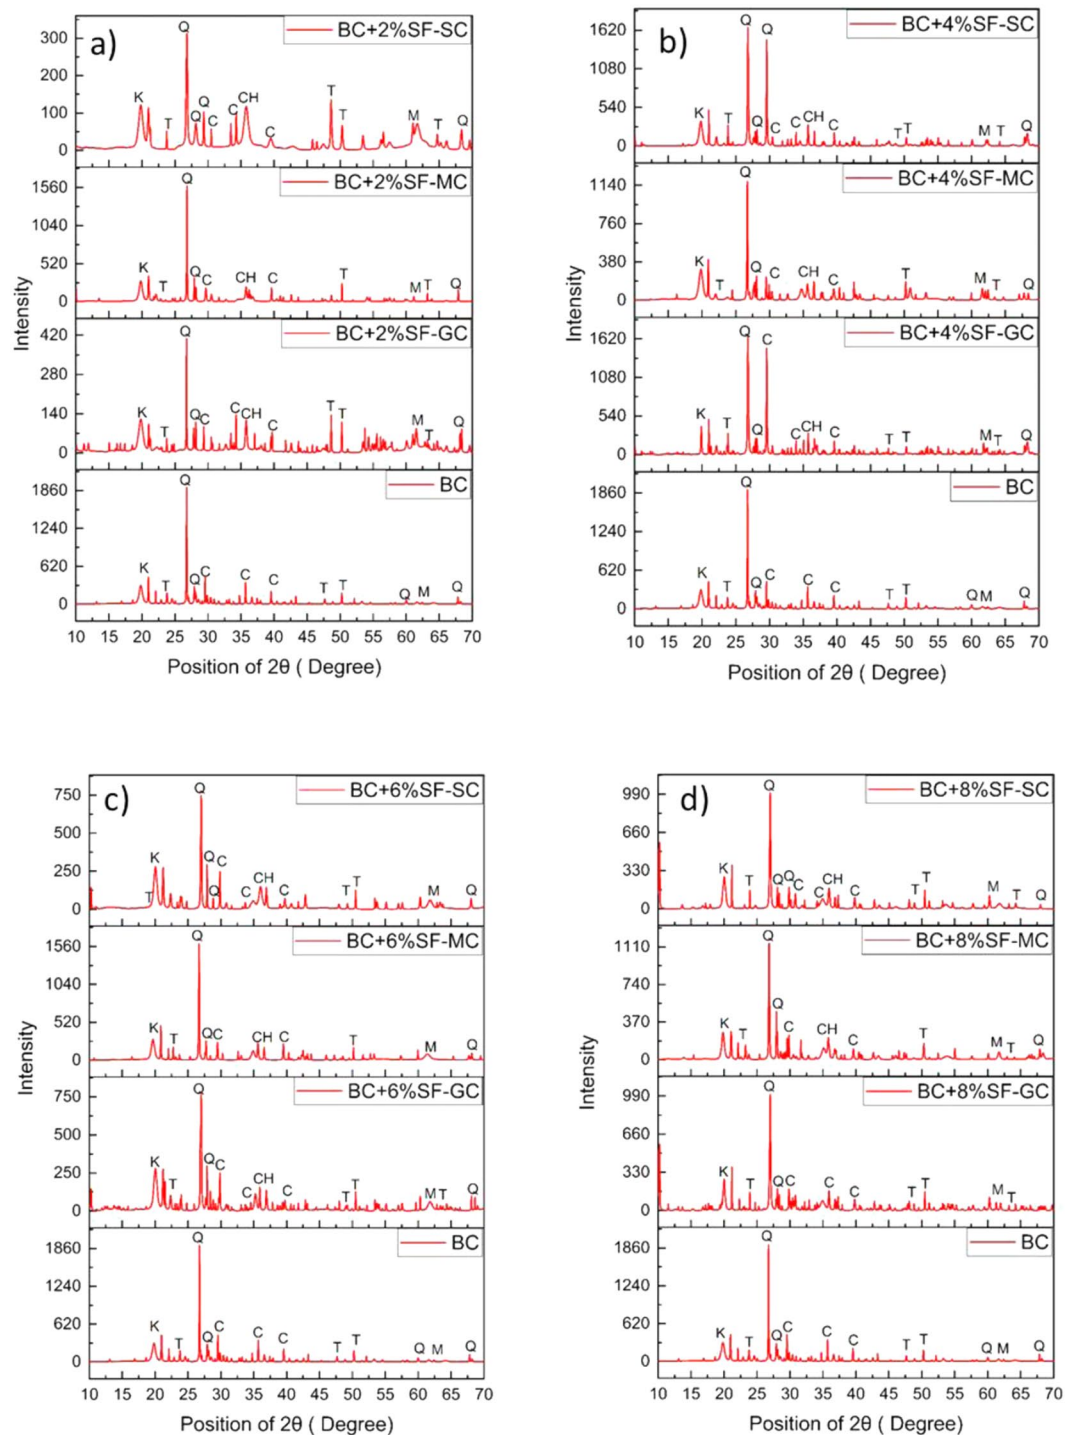 a)
BC+2%SF-SC
300
200
100
0
K T Q Q Q C C CH C T T M T Q
BC+2%SF-MC
1560
1040
520
0
K T Q Q C CH C T M T Q
BC+2%SF-GC
420
280
140
0
K T Q Q C C CH C T T M T Q
BC
1860
1240
620
0
K T Q Q C C C T T Q M Q
10 15 20 25 30 35 40 45 50 55 60 65 70
Position of 2θ ( Degree)
Intensity
b)
BC+4%SF-SC
1620
1080
540
0
K T Q Q Q C C CH C T T M T Q
BC+4%SF-MC
1140
760
380
0
K T Q Q C CH C T M T Q
BC+4%SF-GC
1620
1080
540
0
K T Q Q C C CH C T T M T Q
BC
1860
1240
620
0
K T Q Q C C C T T Q M Q
10 15 20 25 30 35 40 45 50 55 60 65 70
Position of 2θ ( Degree)
Intensity
c)
BC+6%SF-SC
750
500
250
0
T K Q Q Q C C CH C T T M Q
BC+6%SF-MC
1560
1040
520
0
K T Q Q C CH C T M Q
BC+6%SF-GC
750
500
250
0
K T Q Q C C CH C T T M T Q
BC
1860
1240
620
0
K T Q Q C C C T T Q M Q
10 15 20 25 30 35 40 45 50 55 60 65 70
Position of 2θ ( Degree)
Intensity
d)
BC+8%SF-SC
990
660
330
0
K T Q Q Q C C CH C T T M T Q
BC+8%SF-MC
1110
740
370
0
K T Q Q C CH C T M T Q
BC+8%SF-GC
990
660
330
0
K T Q Q C CH C T T M T
BC
1860
1240
620
0
K T Q Q C C C T T Q M Q
10 15 20 25 30 35 40 45 50 55 60 65 70
Position of 2θ ( Degree)
Intensity